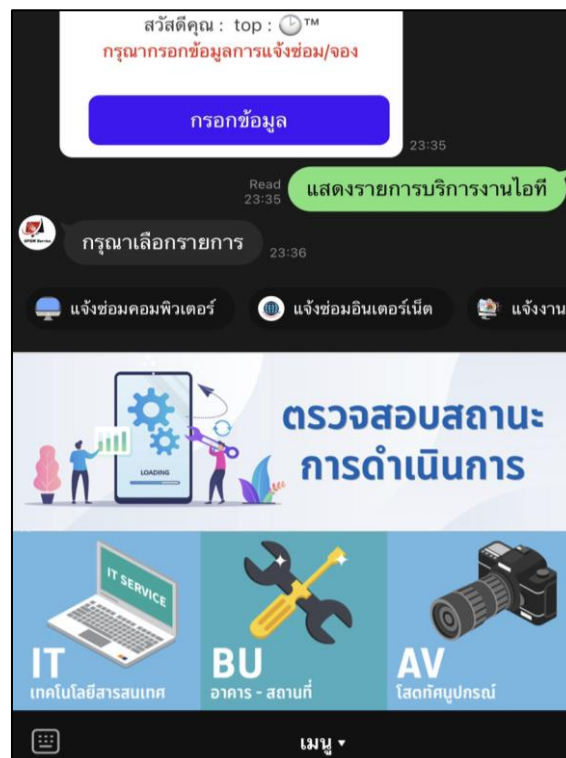 สวัสดีคุณ : top : 🕑™
กรุณากรอกข้อมูลการแจ้งซ่อม/จอง
กรอกข้อมูล
23:35
Read
23:35
แสดงรายการบริการงานไอที
กรุณาเลือกรายการ
23:36
แจ้งซ่อมคอมพิวเตอร์
แจ้งซ่อมอินเตอร์เน็ต
แจ้งงาน
LOADING
ตรวจสอบสถานะ
การดำเนินการ
IT SERVICE
IT
เทคโนโลยีสารสนเทศ
BU
อาคาร - สถานที่
AV
โสตทัศนูปกรณ์
เมนู ▾